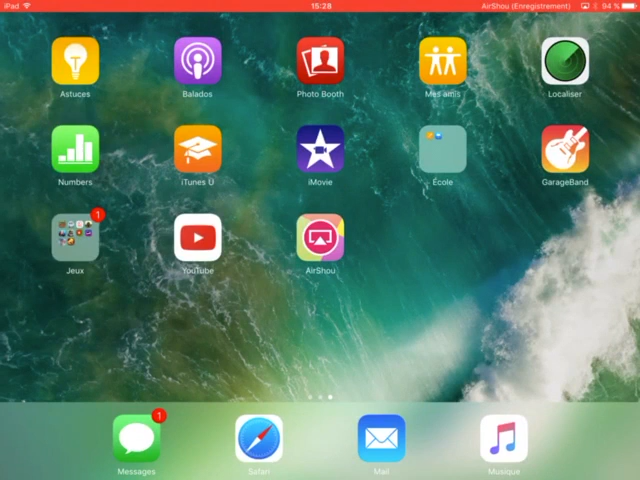 iPad 15:28 AirShou (Enregistrement) 94 %
Astuces Balados Photo Booth Mes amis Localiser
Numbers iTunes U iMovie École GarageBand
1
Jeux YouTube AirShou
1
Messages Safari Mail Musique